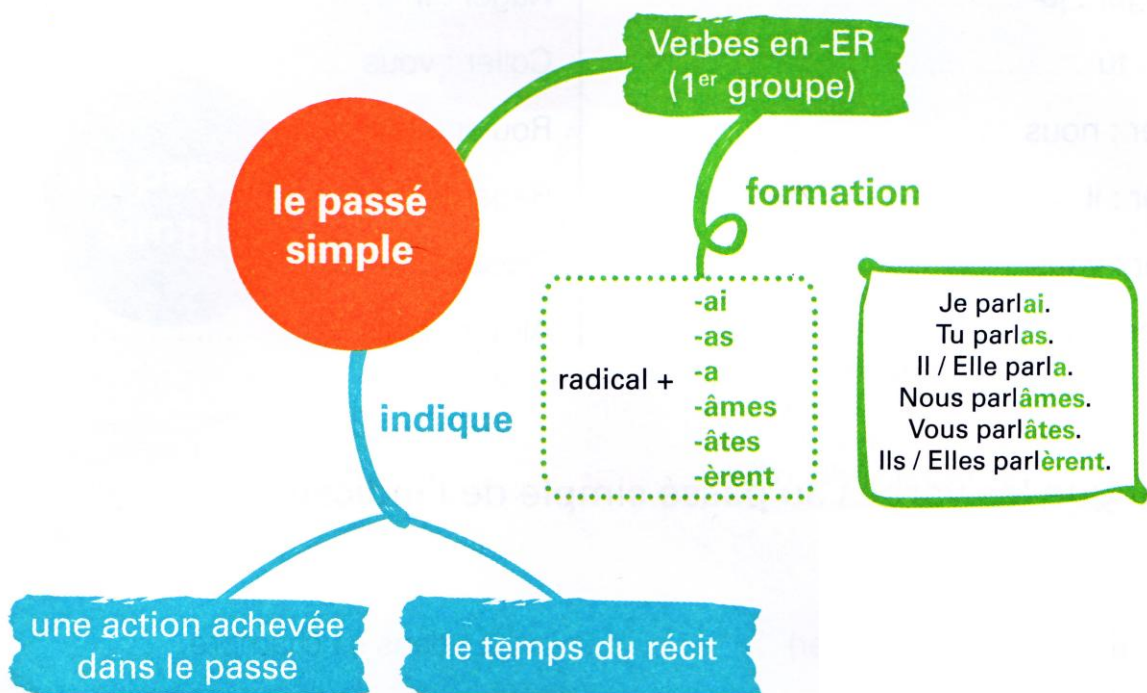 Verbes en -ER
(1er groupe)
le passé
simple
formation
radical +
-ai
-as
-a
-âmes
-âtes
-èrent
Je parlai.
Tu parlas.
Il / Elle parla.
Nous parlâmes.
Vous parlâtes.
Ils / Elles parlèrent.
indique
une action achevée
dans le passé
le temps du récit